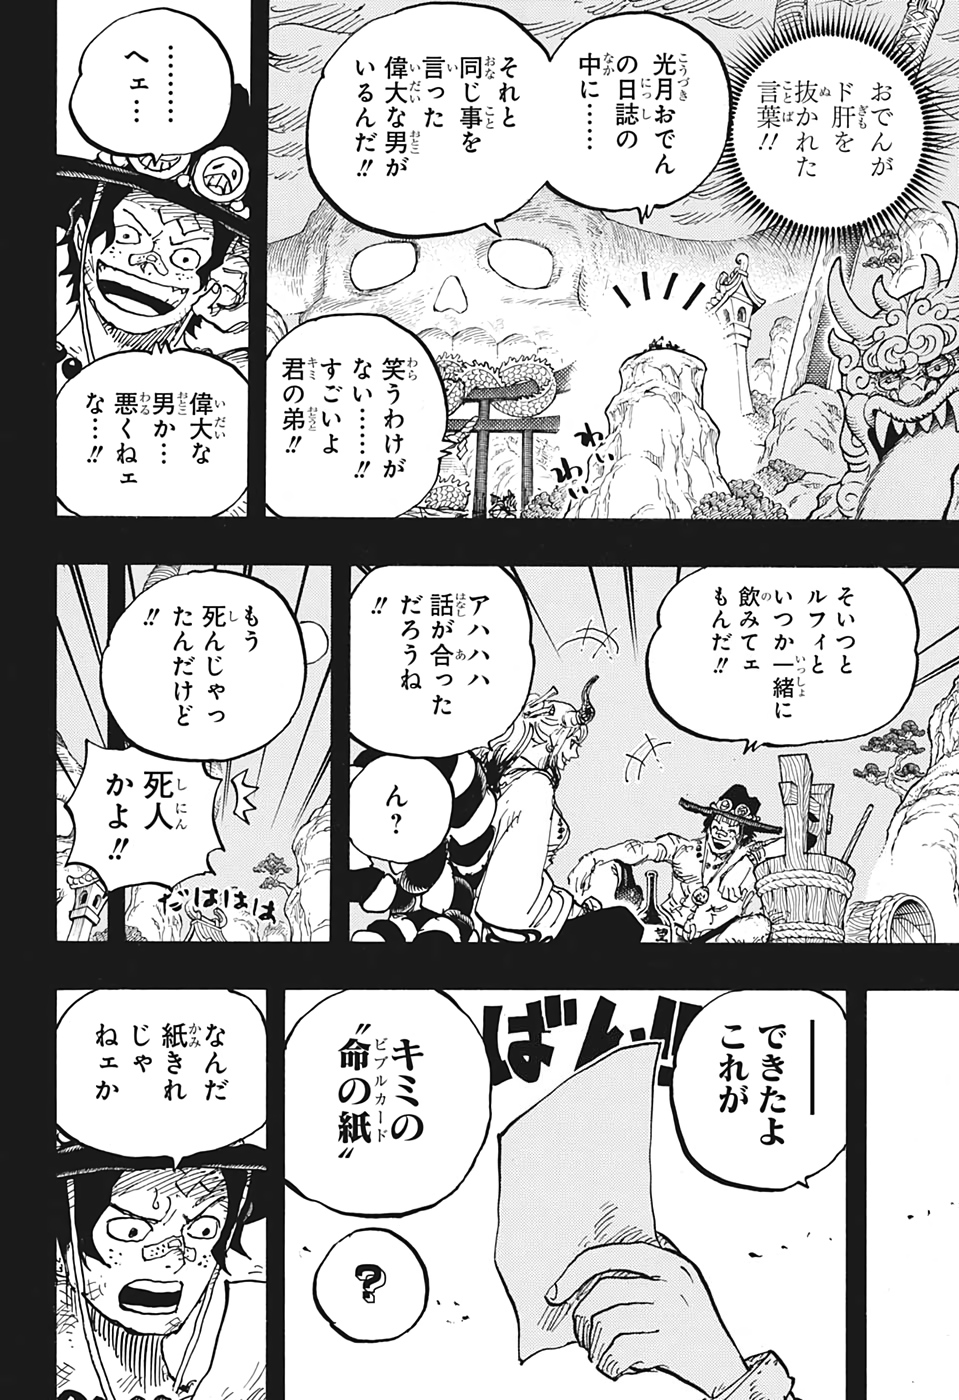 おでんが
ド肝を
抜かれた
言葉!!
光月おでん
の日誌の
中に……
それと
同じ事を
言った
偉大な男が
いるんだ!!
笑うわけが
ない……!!
すごいよ
君の弟!!
わい
わい
………
ヘェ…
偉大な
男か…
悪くねェ
な…!!
そいつと
ルフィと
いつか一緒に
飲みてェ
もんだ!!
アハハハ
話が合った
だろうね
!!
ん?
もう
死んじゃっ
たんだけど
!!
死人
かよ!!
だはははは
できたよ
これが
ばん!!
キミの
〝命の紙〟
?
なんだ
紙きれ
じゃ
ねェか